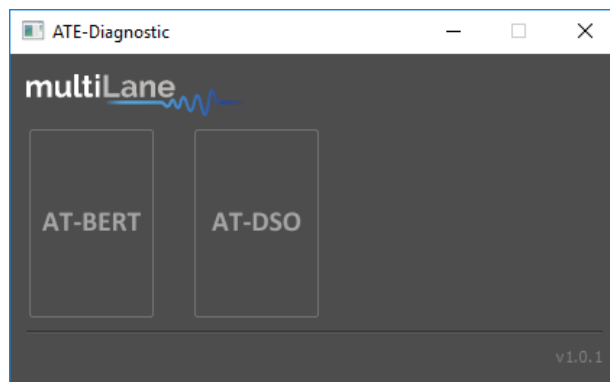 ATE-Diagnostic
multiLane
AT-BERT
AT-DSO
v1.0.1